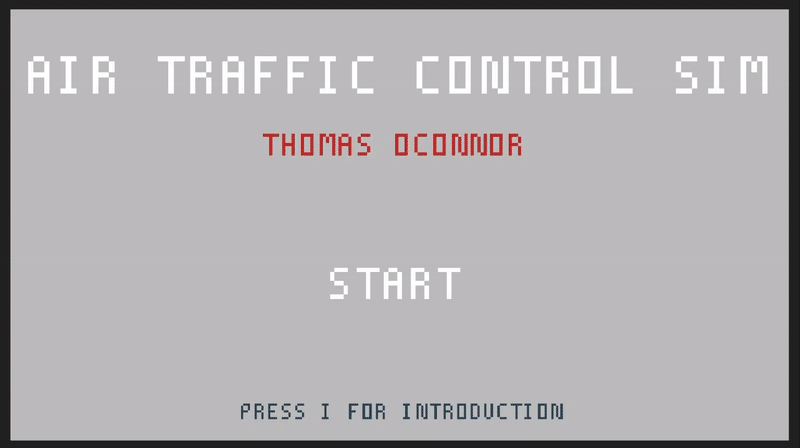 AIR TRAFFIC CONTROL SIM
THOMAS OCONNOR
START
PRESS I FOR INTRODUCTION